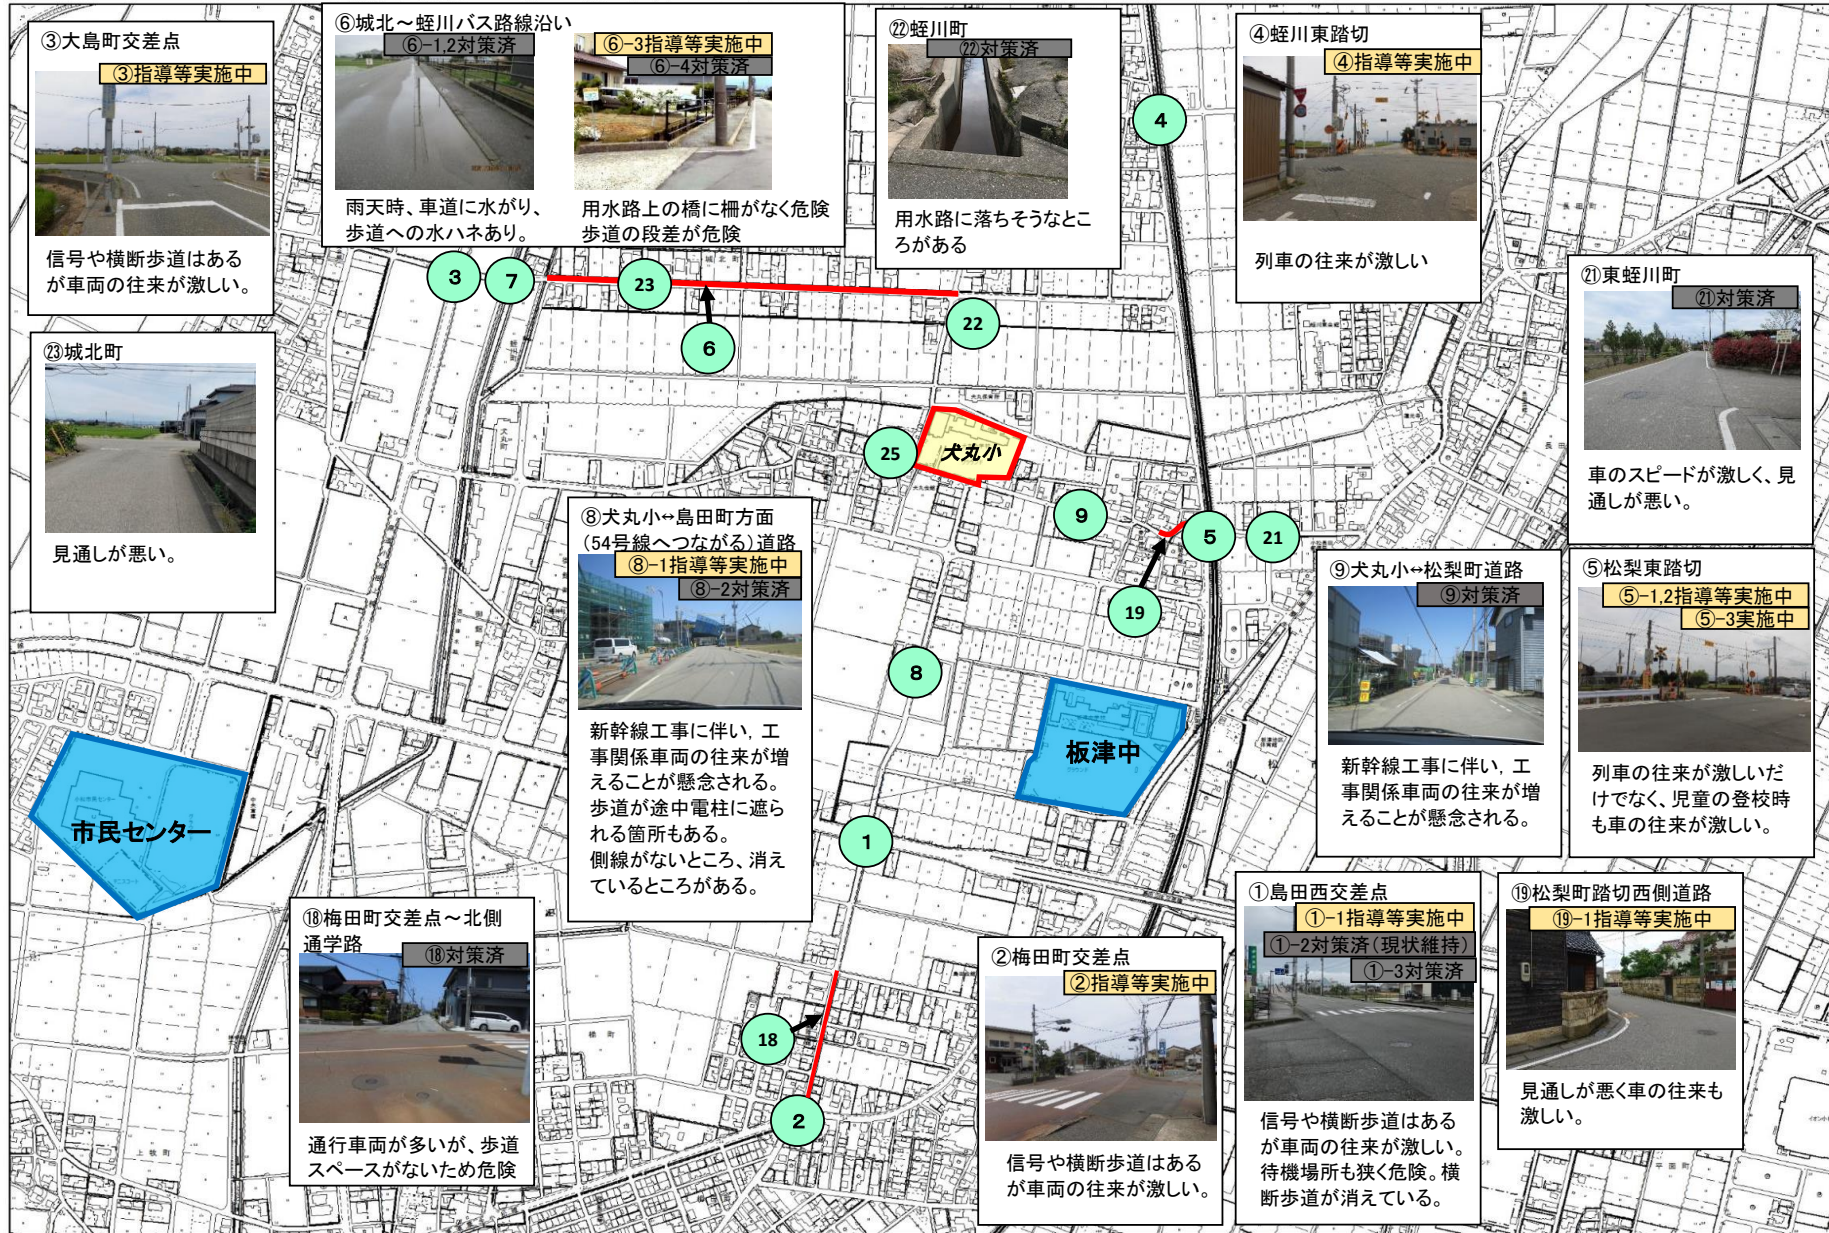 ③大島町交差点
③指導等実施中
信号や横断歩道はある
が車両の往来が激しい。
⑥城北～蛭川バス路線沿い
⑥-1,2対策済
雨天時、車道に水がり、
歩道への水ハネあり。
⑥-3指導等実施中
⑥-4対策済
用水路上の橋に柵がなく危険
歩道の段差が危険
㉒蛭川町
㉒対策済
用水路に落ちそうなとこ
ろがある
④蛭川東踏切
④指導等実施中
列車の往来が激しい
㉑東蛭川町
㉑対策済
車のスピードが激しく、見
通しが悪い。
㉓城北町
見通しが悪い。
4
3
7
23
22
6
城北町
25
犬丸小
9
5
21
19
8
⑧犬丸小↔島田町方面
（54号線へつながる）道路
⑧-1指導等実施中
⑧-2対策済
新幹線工事に伴い，工
事関係車両の往来が増
えることが懸念される。
歩道が途中電柱に遮ら
れる箇所もある。
側線がないところ、消え
ているところがある。
⑨犬丸小↔松梨町道路
⑨対策済
新幹線工事に伴い，工
事関係車両の往来が増
えることが懸念される。
⑤松梨東踏切
⑤-1,2指導等実施中
⑤-3実施中
列車の往来が激しいだ
けでなく、児童の登校時
も車の往来が激しい。
板津中
市民センター
1
⑱梅田町交差点～北側
通学路
⑱対策済
通行車両が多いが、歩道
スペースがないため危険
18
2
②梅田町交差点
②指導等実施中
信号や横断歩道はある
が車両の往来が激しい。
①島田西交差点
①-1指導等実施中
①-2対策済（現状維持）
①-3対策済
信号や横断歩道はある
が車両の往来が激しい。
待機場所も狭く危険。横
断歩道が消えている。
⑲松梨町踏切西側道路
⑲-1指導等実施中
見通しが悪く車の往来も
激しい。
上牧町